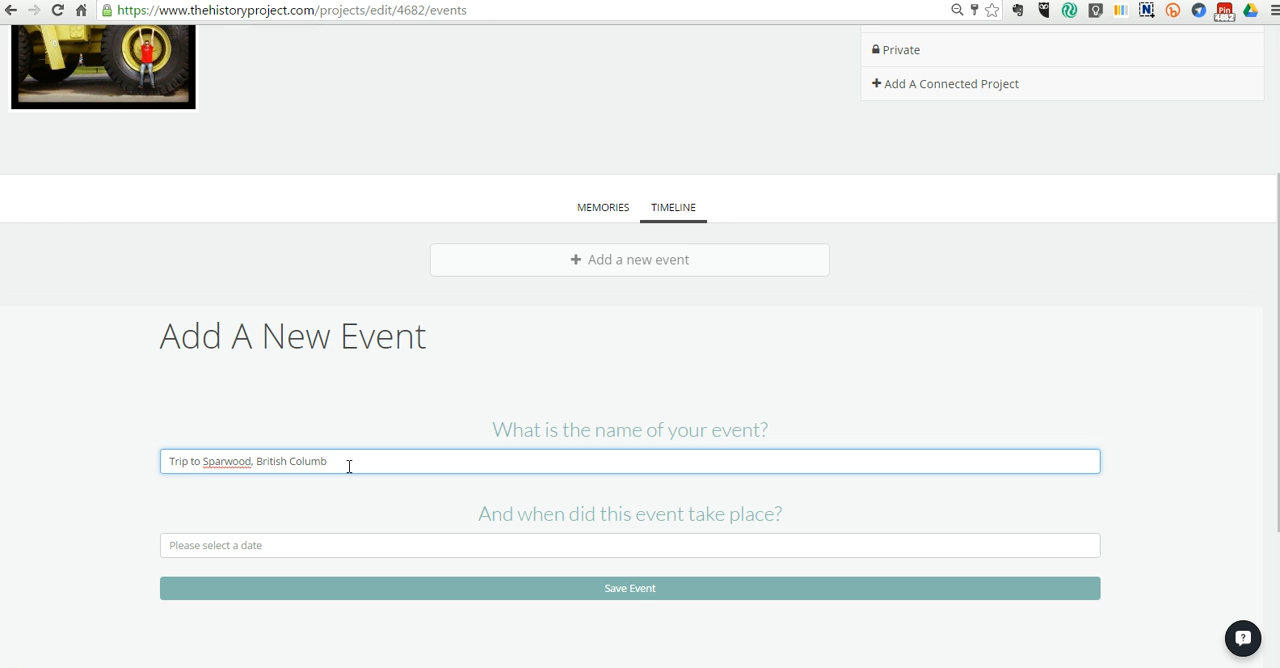 https://www.thehistoryproject.com/projects/edit/4682/events
Pin
4682
Private
Add A Connected Project
MEMORIES
TIMELINE
Add a new event
Add A New Event
What is the name of your event?
Trip to Sparwood, British Columb
And when did this event take place?
Please select a date
Save Event